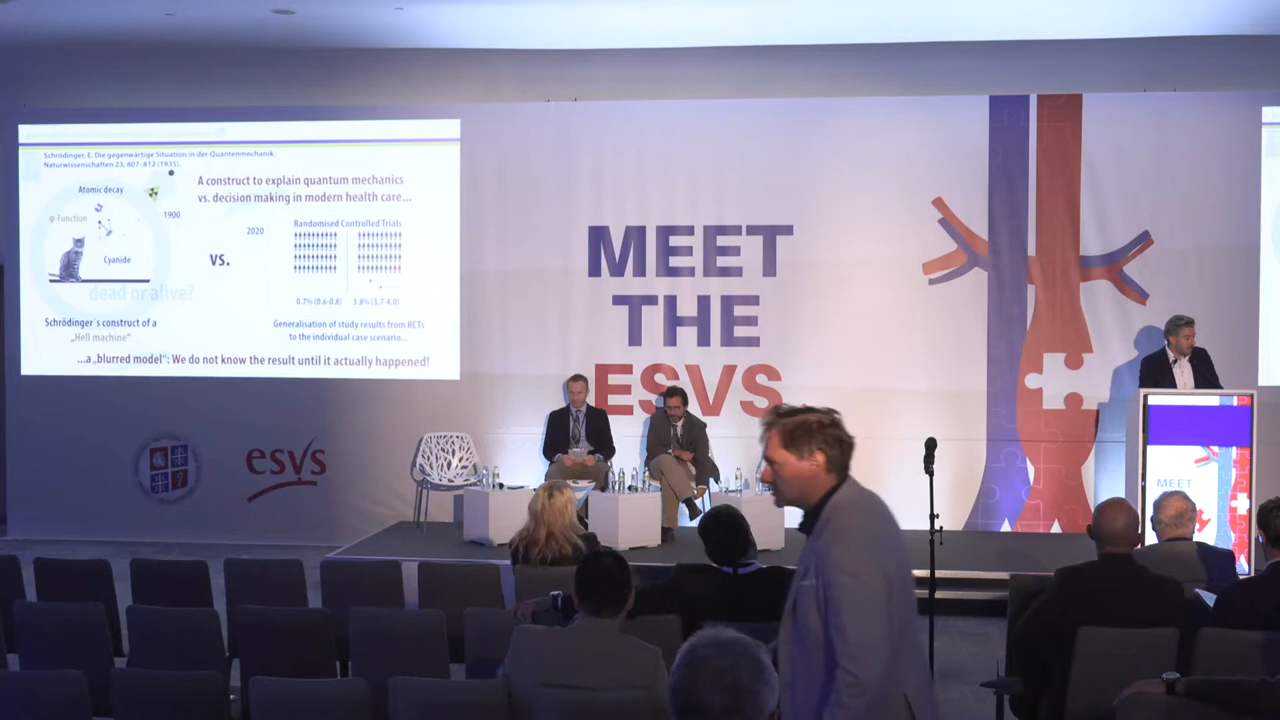 Schrödinger, E. Die gegenwärtige Situation in der Quantenmechanik.
Naturwissenschaften 23, 807–812 (1935).
A construct to explain quantum mechanics
vs. decision making in modern health care...
Atomic decay
φ Function
1900
Cyanide
dead or alive?
2020
vs.
Randomised Controlled Trials
0.7% (0.6-0.8)
3.8% (3.7-4.0)
Schrödinger´s construct of a
„Hell machine“
Generalisation of study results from RCTs
to the individual case scenario...
...a „blurred model“: We do not know the result until it actually happened!
MEET
THE
ESVS
esvs
MEET